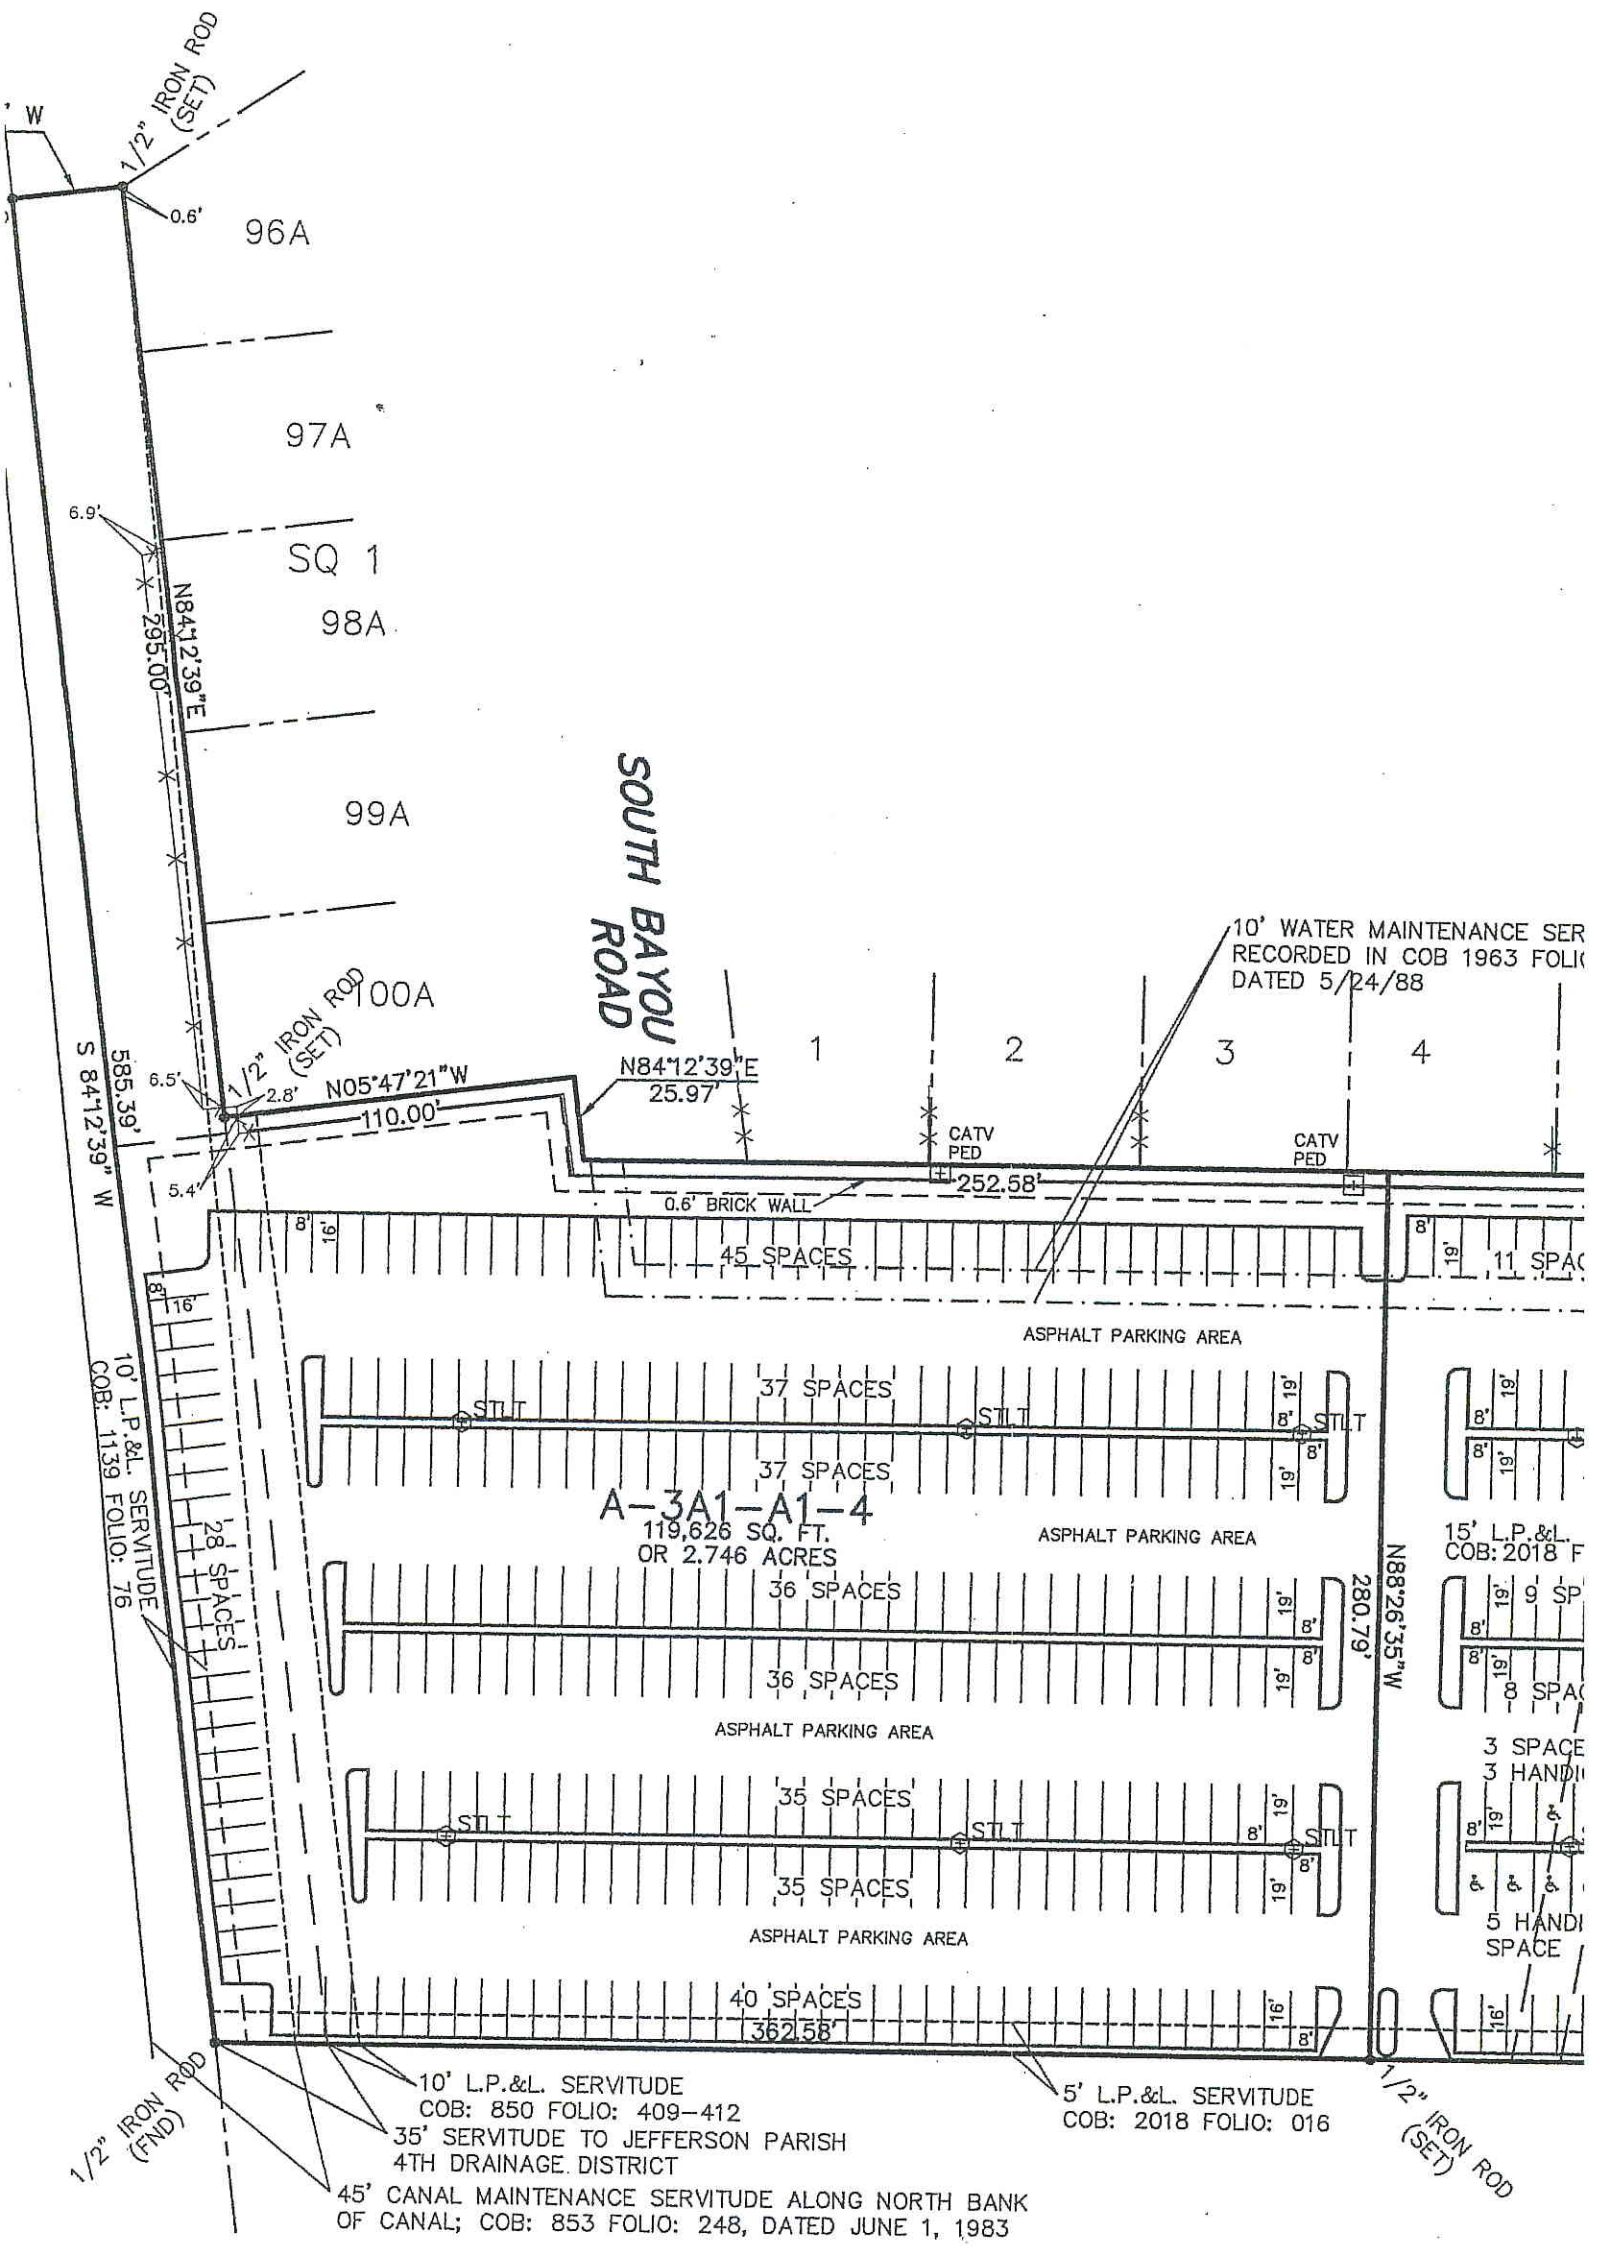 ' W
1/2" IRON ROD
(SET)
0.6'
96A
97A
6.9'
SQ 1
98A
N84°12'39"E
295.00'
99A
SOUTH BAYOU
ROAD
100A
1/2" IRON ROD
(SET)
6.5'
2.8'
5.4'
N05°47'21"W
110.00'
N84°12'39"E
25.97'
585.39'
S 84°12'39" W
10' WATER MAINTENANCE SER
RECORDED IN COB 1963 FOLI
DATED 5/24/88
1
2
3
4
CATV
PED
CATV
PED
252.58'
0.6' BRICK WALL
8'
16'
45 SPACES
8'
19'
11 SPAC
8'
16'
ASPHALT PARKING AREA
10' L.P.&L. SERVITUDE
COB: 1139 FOLIO: 76
28 SPACES
37 SPACES
19'
8'
STLT
STLT
STLT
8'
19'
37 SPACES
19'
8'
8'
19'
A-3A1-A1-4
119,626 SQ. FT.
OR 2.746 ACRES
ASPHALT PARKING AREA
15' L.P.&L.
COB: 2018 F
N88°26'35"W
280.79'
36 SPACES
19'
8'
8'
19'
36 SPACES
19'
9 SP
8'
8'
19'
8 SPAC
ASPHALT PARKING AREA
3 SPACE
3 HANDI
35 SPACES
19'
STLT
STLT
8'
STLT
8'
19'
35 SPACES
8'
19'
5 HANDI
SPACE
ASPHALT PARKING AREA
40 SPACES
362.58'
16'
8'
16'
1/2" IRON ROD
(FND)
10' L.P.&L. SERVITUDE
COB: 850 FOLIO: 409-412
35' SERVITUDE TO JEFFERSON PARISH
4TH DRAINAGE DISTRICT
45' CANAL MAINTENANCE SERVITUDE ALONG NORTH BANK
OF CANAL; COB: 853 FOLIO: 248, DATED JUNE 1, 1983
5' L.P.&L. SERVITUDE
COB: 2018 FOLIO: 016
1/2" IRON ROD
(SET)